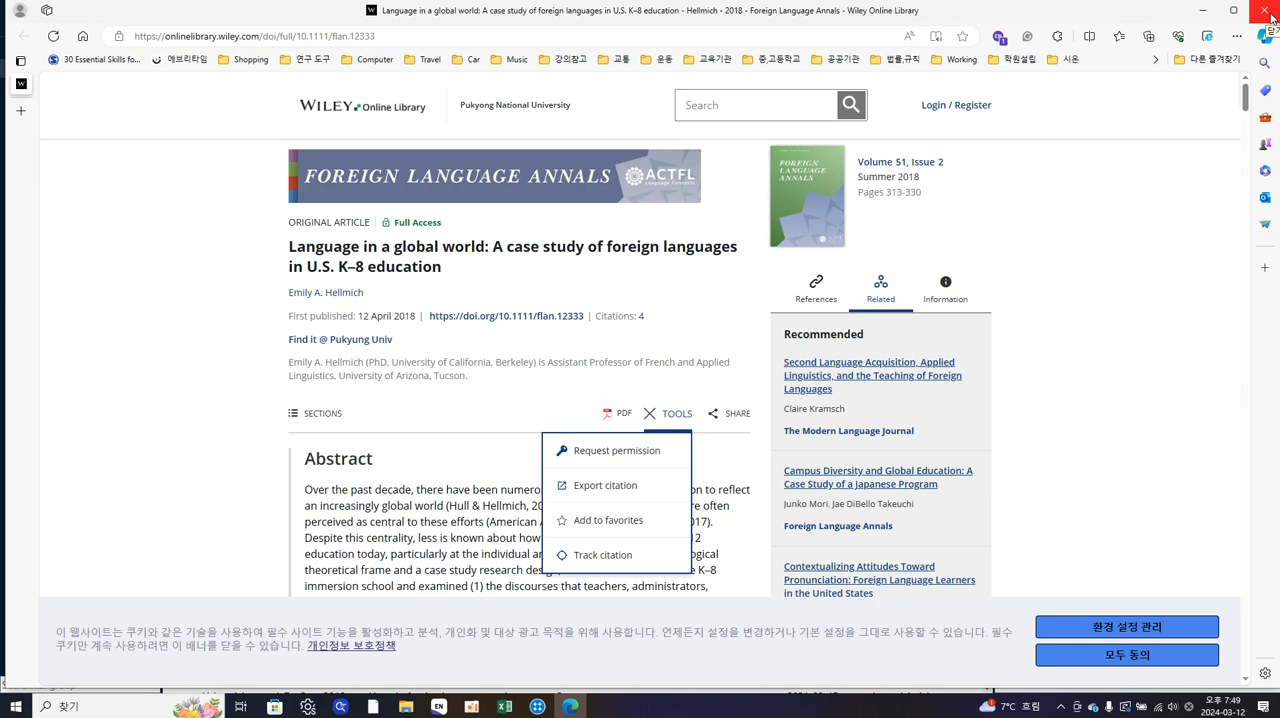 Language in a global world: A case study of foreign languages in U.S. K–8 education - Hellmich - 2018 - Foreign Language Annals - Wiley Online Library
https://onlinelibrary.wiley.com/doi/full/10.1111/flan.12333
30 Essential Skills fo... 에브리타임 Shopping 연구 도구 Computer Travel Car Music 강의참고 교통 운동 교육기관 중,고등학교 공공기관 법률,규칙 Working 학원설립 시온 다른 즐겨찾기
WILEY Online Library
Pukyong National University
Search
Login / Register
FOREIGN LANGUAGE ANNALS ACTFL
Language Connects
FOREIGN
LANGUAGE
ANNALS
Volume 51, Issue 2
Summer 2018
Pages 313-330
ORIGINAL ARTICLE Full Access
Language in a global world: A case study of foreign languages
in U.S. K–8 education
Emily A. Hellmich
First published: 12 April 2018 | https://doi.org/10.1111/flan.12333 | Citations: 4
Find it @ Pukyung Univ
Emily A. Hellmich (PhD, University of California, Berkeley) is Assistant Professor of French and Applied
Linguistics, University of Arizona, Tucson.
SECTIONS PDF TOOLS SHARE
Request permission
Export citation
Add to favorites
Track citation
Abstract
Over the past decade, there have been numero on to reflect
an increasingly global world (Hull & Hellmich, 20 re often
perceived as central to these efforts (American 017).
Despite this centrality, less is known about how 2
education today, particularly at the individual an ological
theoretical frame and a case study research desig e K–8
immersion school and examined (1) the discourses that teachers, administrators,
References Related Information
Recommended
Second Language Acquisition, Applied
Linguistics, and the Teaching of Foreign
Languages
Claire Kramsch
The Modern Language Journal
Campus Diversity and Global Education: A
Case Study of a Japanese Program
Junko Mori, Jae DiBello Takeuchi
Foreign Language Annals
Contextualizing Attitudes Toward
Pronunciation: Foreign Language Learners
in the United States
이 웹사이트는 쿠키와 같은 기술을 사용하여 필수 사이트 기능을 활성화하고 분석, 개인화 및 대상 광고 목적을 위해 사용합니다. 언제든지 설정을 변경하거나 기본 설정을 그대로 사용할 수 있습니다. 필수
쿠키만 계속 사용하려면 이 배너를 닫을 수 있습니다. 개인정보 보호정책
환경 설정 관리
모두 동의
찾기
7°C 흐림
오후 7:49
2024-03-12